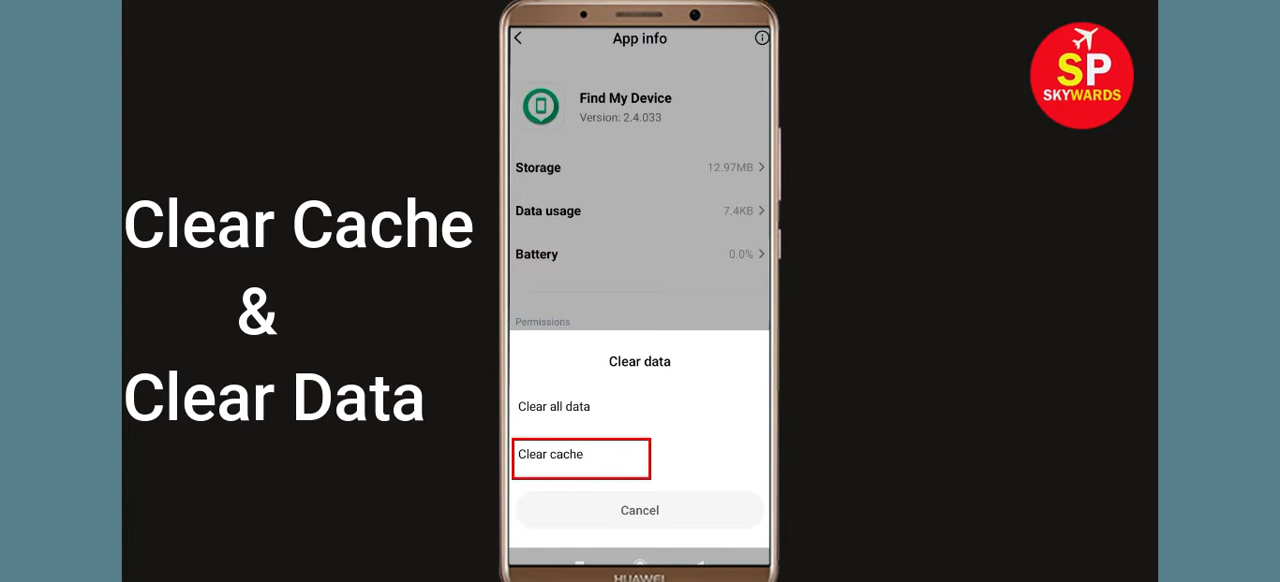 Clear Cache
&
Clear Data
App info
Find My Device
Version: 2.4.033
Storage 12.97MB
Data usage 7.4KB
Battery 0.0%
Permissions
Clear data
Clear all data
Clear cache
Cancel
HUAWEI
SP
SKYWARDS